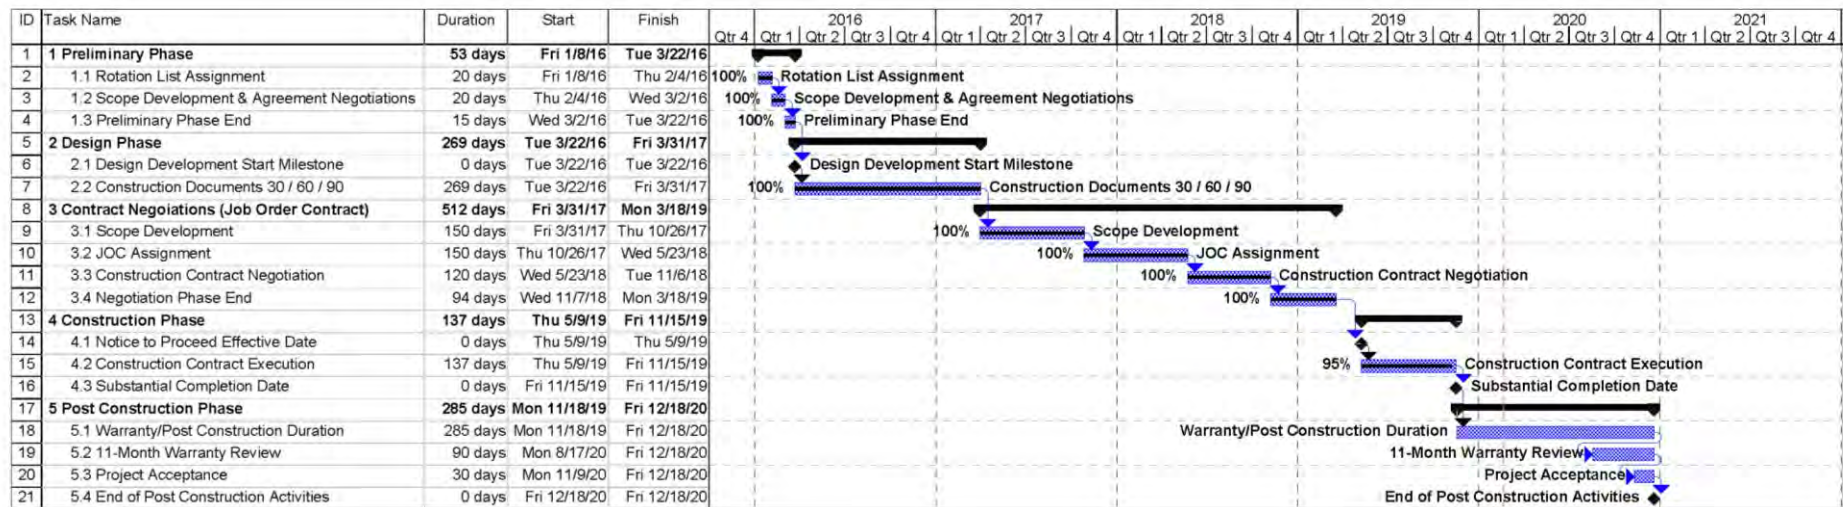 ID Task Name Duration Start Finish 2016 2017 2018 2019 2020 2021
Qtr 4 Qtr 1 Qtr 2 Qtr 3 Qtr 4 Qtr 1 Qtr 2 Qtr 3 Qtr 4 Qtr 1 Qtr 2 Qtr 3 Qtr 4 Qtr 1 Qtr 2 Qtr 3 Qtr 4 Qtr 1 Qtr 2 Qtr 3 Qtr 4 Qtr 1 Qtr 2 Qtr 3 Qtr 4
1 1 Preliminary Phase 53 days Fri 1/8/16 Tue 3/22/16
2 1.1 Rotation List Assignment 20 days Fri 1/8/16 Thu 2/4/16 100% Rotation List Assignment
3 1.2 Scope Development & Agreement Negotiations 20 days Thu 2/4/16 Wed 3/2/16 100% Scope Development & Agreement Negotiations
4 1.3 Preliminary Phase End 15 days Wed 3/2/16 Tue 3/22/16 100% Preliminary Phase End
5 2 Design Phase 269 days Tue 3/22/16 Fri 3/31/17
6 2.1 Design Development Start Milestone 0 days Tue 3/22/16 Tue 3/22/16 Design Development Start Milestone
7 2.2 Construction Documents 30 / 60 / 90 269 days Tue 3/22/16 Fri 3/31/17 100% Construction Documents 30 / 60 / 90
8 3 Contract Negoiations (Job Order Contract) 512 days Fri 3/31/17 Mon 3/18/19
9 3.1 Scope Development 150 days Fri 3/31/17 Thu 10/26/17 100% Scope Development
10 3.2 JOC Assignment 150 days Thu 10/26/17 Wed 5/23/18 100% JOC Assignment
11 3.3 Construction Contract Negotiation 120 days Wed 5/23/18 Tue 11/6/18 100% Construction Contract Negotiation
12 3.4 Negotiation Phase End 94 days Wed 11/7/18 Mon 3/18/19 100%
13 4 Construction Phase 137 days Thu 5/9/19 Fri 11/15/19
14 4.1 Notice to Proceed Effective Date 0 days Thu 5/9/19 Thu 5/9/19
15 4.2 Construction Contract Execution 137 days Thu 5/9/19 Fri 11/15/19 95% Construction Contract Execution
16 4.3 Substantial Completion Date 0 days Fri 11/15/19 Fri 11/15/19 Substantial Completion Date
17 5 Post Construction Phase 285 days Mon 11/18/19 Fri 12/18/20
18 5.1 Warranty/Post Construction Duration 285 days Mon 11/18/19 Fri 12/18/20 Warranty/Post Construction Duration
19 5.2 11-Month Warranty Review 90 days Mon 8/17/20 Fri 12/18/20 11-Month Warranty Review
20 5.3 Project Acceptance 30 days Mon 11/9/20 Fri 12/18/20 Project Acceptance
21 5.4 End of Post Construction Activities 0 days Fri 12/18/20 Fri 12/18/20 End of Post Construction Activities